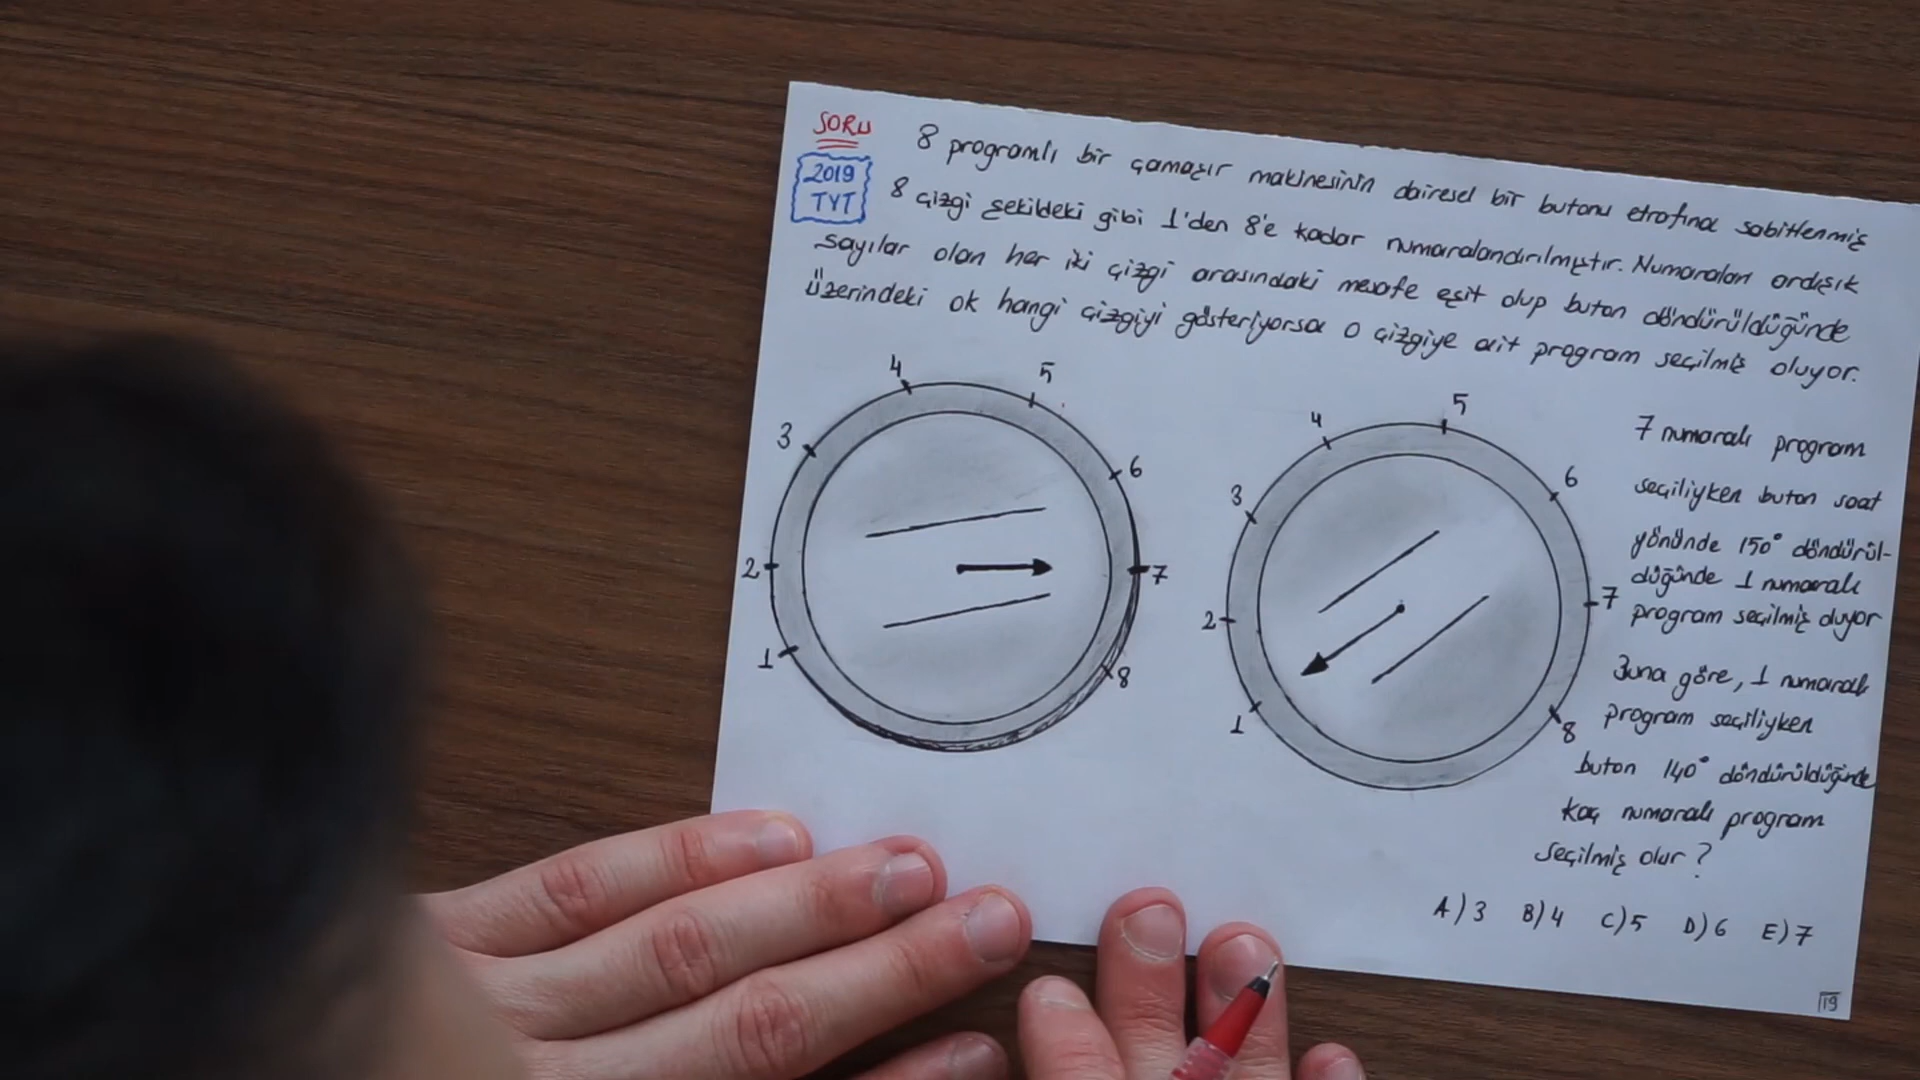 SORU
2019
TYT
8 programlı bir çamaşır makinesinin dairesel bir butonu etrafına sabitlenmiş
8 çizgi şekildeki gibi 1'den 8'e kadar numaralandırılmıştır. Numaraları ardışık
sayılar olan her iki çizgi arasındaki mesafe eşit olup buton döndürüldüğünde
üzerindeki ok hangi çizgiyi gösteriyorsa o çizgiye ait program seçilmiş oluyor.
4
5
3
6
2
7
1
8
5
4
6
3
7
2
1
8
7 numaralı program
seçiliyken buton saat
yönünde 150° döndürül-
düğünde 1 numaralı
program seçilmiş oluyor
Buna göre, 1 numaralı
program seçiliyken
buton 140° döndürüldüğünde
kaç numaralı program
seçilmiş olur?
A) 3 B) 4 C) 5 D) 6 E) 7
19